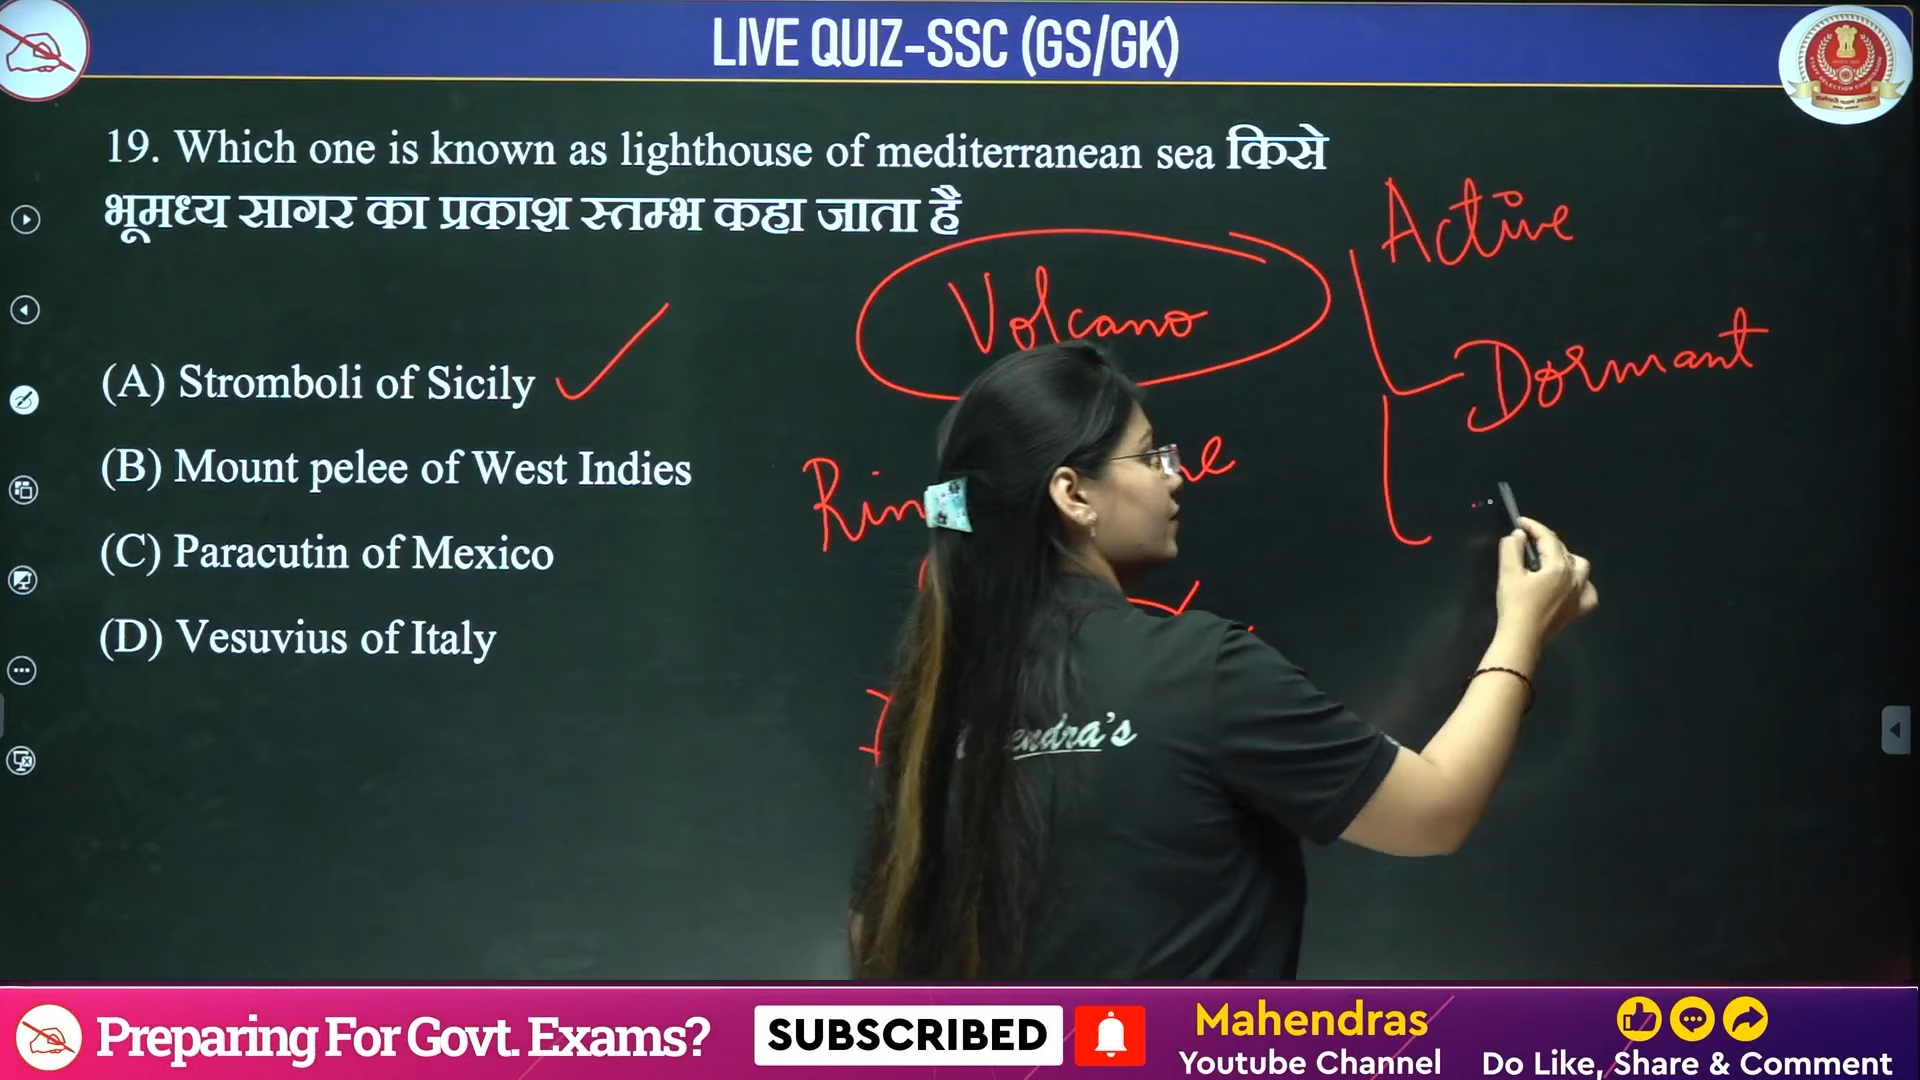 LIVE QUIZ-SSC (GS/GK)
19. Which one is known as lighthouse of mediterranean sea किसे
भूमध्य सागर का प्रकाश स्तम्भ कहा जाता है
Active
Volcano
Dormant
(A) Stromboli of Sicily
(B) Mount pelee of West Indies
(C) Paracutin of Mexico
(D) Vesuvius of Italy
Preparing For Govt. Exams?
SUBSCRIBED
Mahendras
Youtube Channel
Do Like, Share & Comment